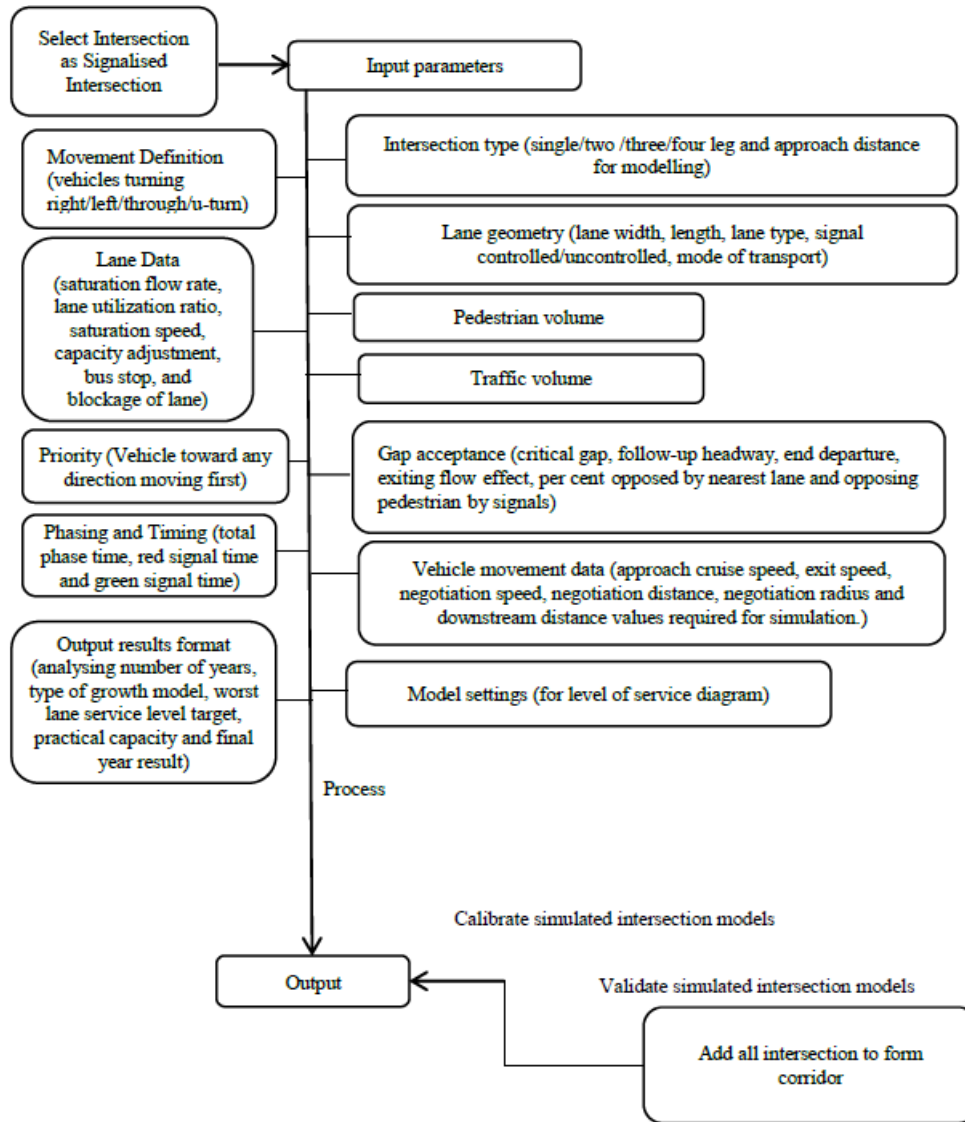 Select Intersection
as Signalised
Intersection
Input parameters
Movement Definition
(vehicles turning
right/left/through/u-turn)
Intersection type (single/two /three/four leg and approach distance
for modelling)
Lane geometry (lane width, length, lane type, signal
controlled/uncontrolled, mode of transport)
Lane Data
(saturation flow rate,
lane utilization ratio,
saturation speed,
capacity adjustment,
bus stop, and
blockage of lane)
Pedestrian volume
Traffic volume
Priority (Vehicle toward any
direction moving first)
Gap acceptance (critical gap, follow-up headway, end departure,
exiting flow effect, per cent opposed by nearest lane and opposing
pedestrian by signals)
Phasing and Timing (total
phase time, red signal time
and green signal time)
Vehicle movement data (approach cruise speed, exit speed,
negotiation speed, negotiation distance, negotiation radius and
downstream distance values required for simulation.)
Output results format
(analysing number of years,
type of growth model, worst
lane service level target,
practical capacity and final
year result)
Model settings (for level of service diagram)
Process
Calibrate simulated intersection models
Output
Validate simulated intersection models
Add all intersection to form
corridor